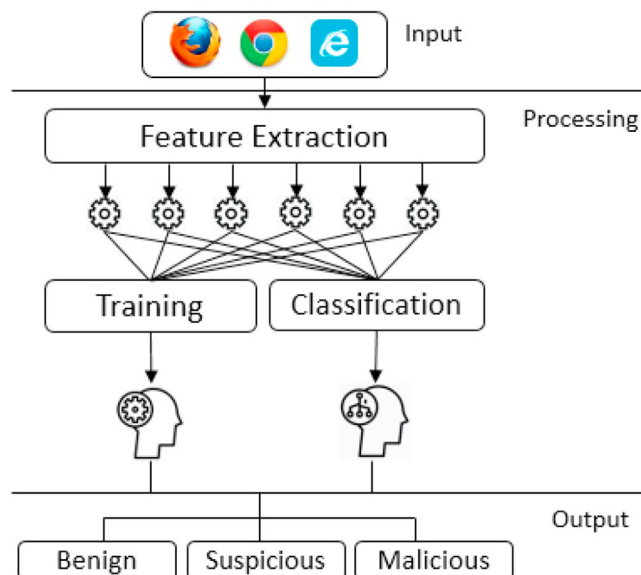 Input
Processing
Feature Extraction
Training
Classification
Output
Benign
Suspicious
Malicious